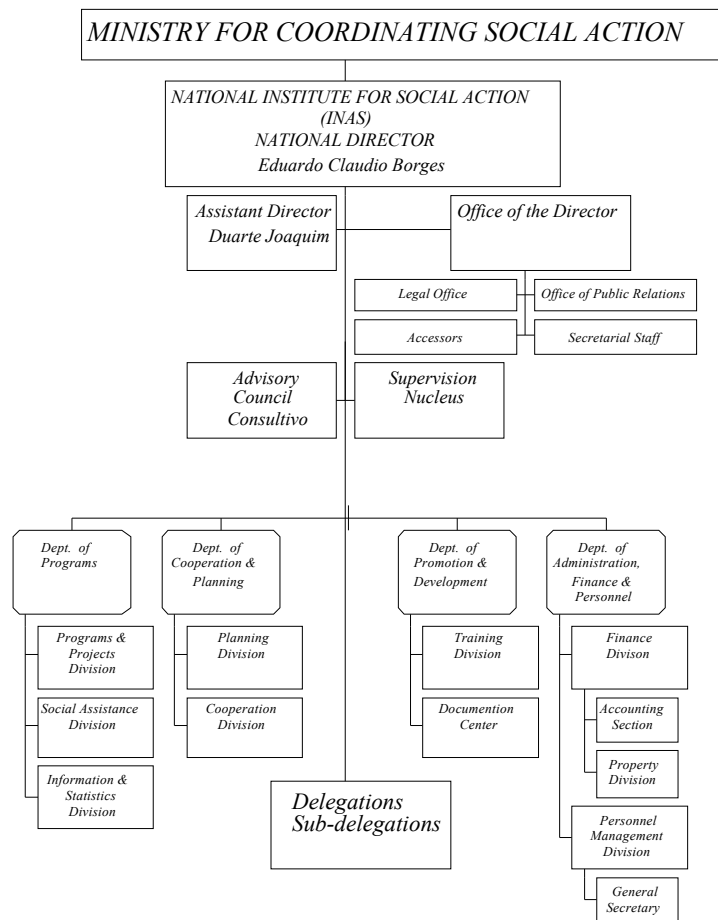 MINISTRY FOR COORDINATING SOCIAL ACTION
NATIONAL INSTITUTE FOR SOCIAL ACTION
(INAS)
NATIONAL DIRECTOR
Eduardo Claudio Borges
Assistant Director
Duarte Joaquim
Office of the Director
Legal Office
Office of Public Relations
Accessors
Secretarial Staff
Advisory
Council
Consultivo
Supervision
Nucleus
Dept. of
Programs
Programs &
Projects
Division
Social Assistance
Division
Information &
Statistics
Division
Dept. of
Cooperation &
Planning
Planning
Division
Cooperation
Division
Dept. of
Promotion &
Development
Training
Division
Documention
Center
Dept. of
Administration,
Finance &
Personnel
Finance
Divison
Accounting
Section
Property
Division
Personnel
Management
Division
General
Secretary
Delegations
Sub-delegations